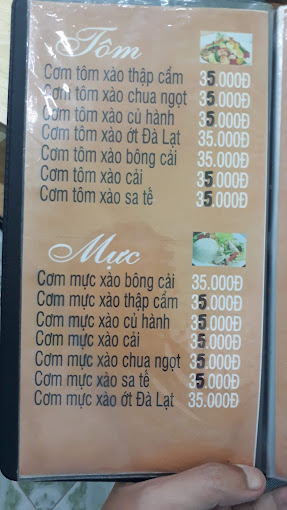 Tôm
Cơm tôm xào thập cẩm 35.000Đ
Cơm tôm xào chua ngọt 35.000Đ
Cơm tôm xào củ hành 35.000Đ
Cơm tôm xào ớt Đà Lạt 35.000Đ
Cơm tôm xào bông cải 35.000Đ
Cơm tôm xào cải 35.000Đ
Cơm tôm xào sa tế 35.000Đ
Mực
Cơm mực xào bông cải 35.000Đ
Cơm mực xào thập cẩm 35.000Đ
Cơm mực xào củ hành 35.000Đ
Cơm mực xào cải 35.000Đ
Cơm mực xào chua ngọt 35.000Đ
Cơm mực xào sa tế 35.000Đ
Cơm mực xào ớt Đà Lạt 35.000Đ